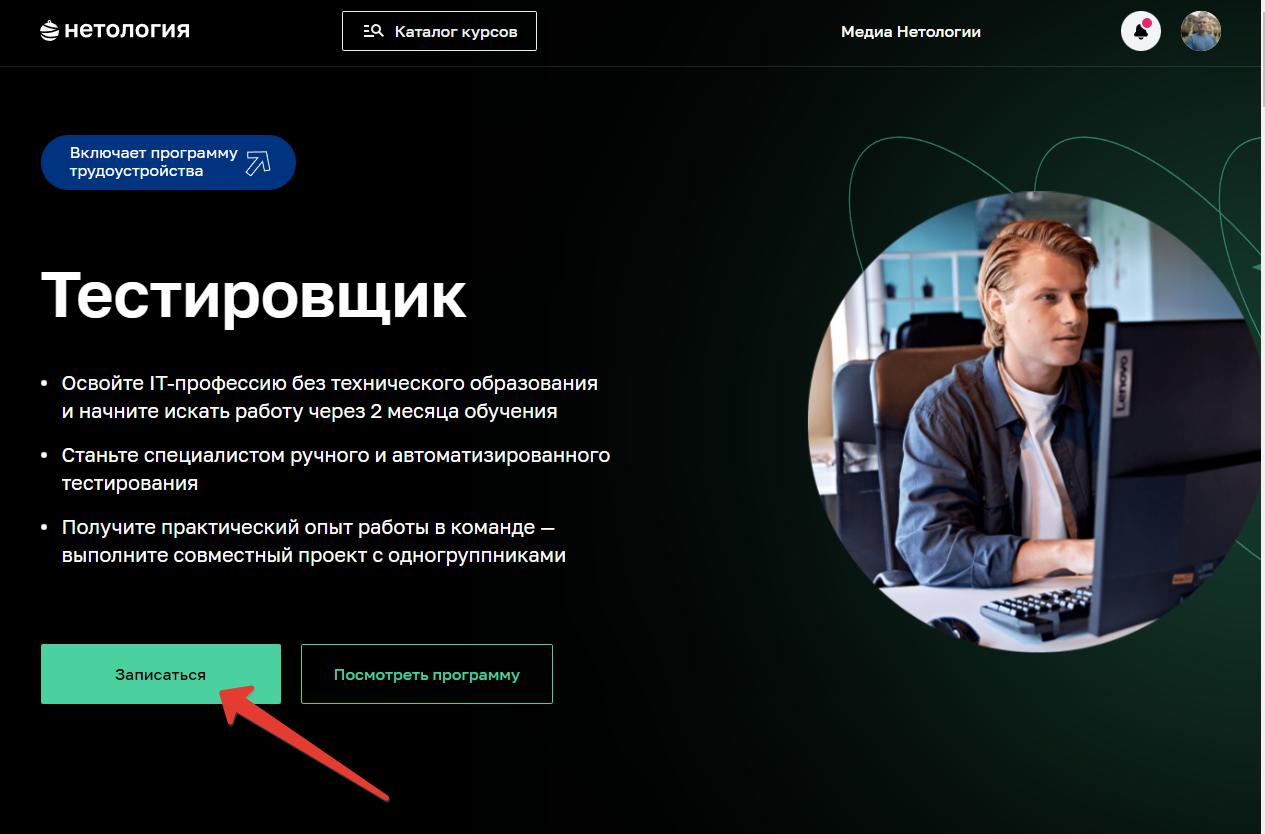 нетология
Каталог курсов
Медиа Нетологии
Включает программу
трудоустройства
Тестировщик
• Освойте IT-профессию без технического образования
и начните искать работу через 2 месяца обучения
• Станьте специалистом ручного и автоматизированного
тестирования
• Получите практический опыт работы в команде —
выполните совместный проект с одногруппниками
Lenovo
Записаться
Посмотреть программу